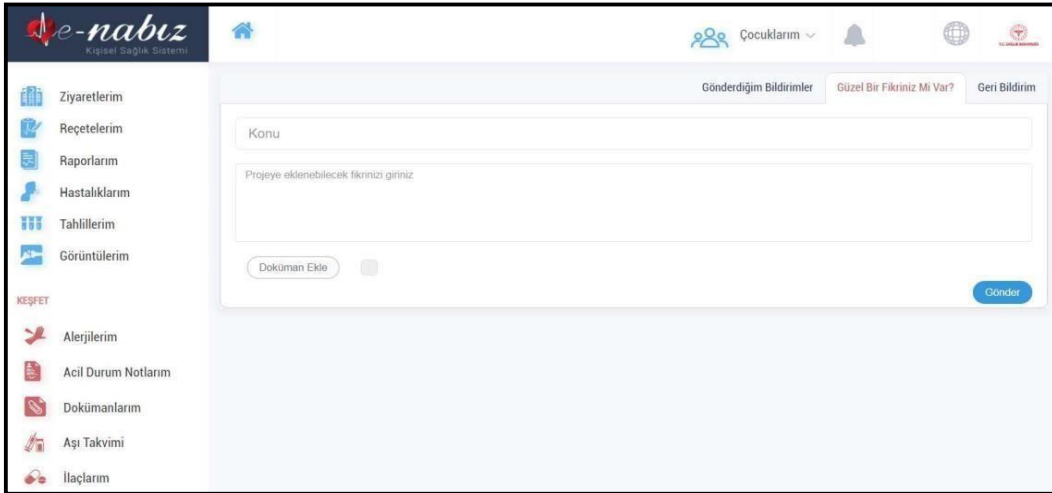 e-nabız
Kişisel Sağlık Sistemi
Çocuklarım
Ziyaretlerim
Reçetelerim
Raporlarım
Hastalıklarım
Tahlillerim
Görüntülerim
KEŞFET
Alerjilerim
Acil Durum Notlarım
Dokümanlarım
Aşı Takvimi
İlaçlarım
Gönderdiğim Bildirimler
Güzel Bir Fikriniz Mi Var?
Geri Bildirim
Konu
Projeye eklenebilecek fikrinizi giriniz
Doküman Ekle
Gönder